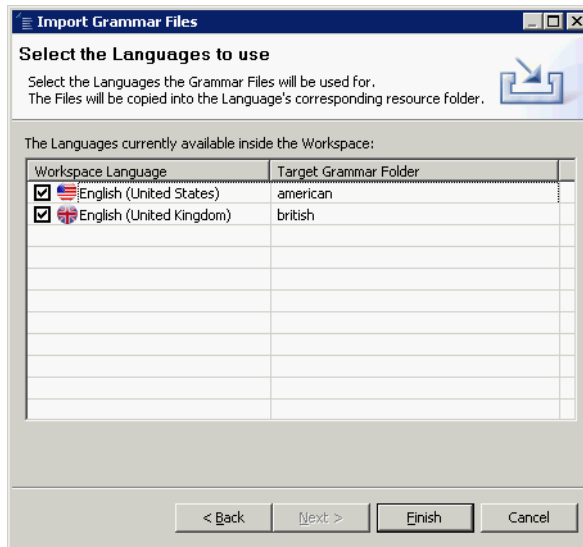 Import Grammar Files
Select the Languages to use
Select the Languages the Grammar Files will be used for.
The Files will be copied into the Language's corresponding resource folder.
The Languages currently available inside the Workspace:
Workspace Language Target Grammar Folder
English (United States) american
English (United Kingdom) british
< Back Next > Finish Cancel